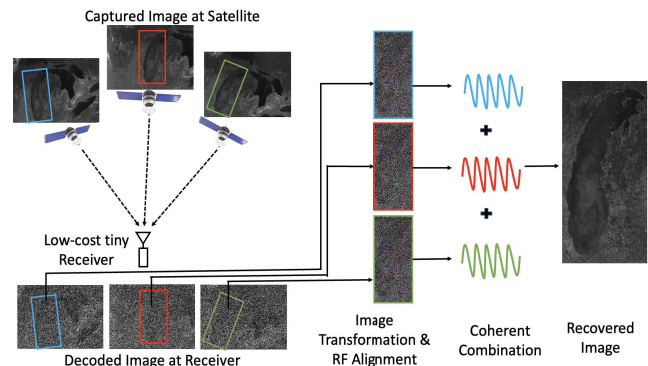 Captured Image at Satellite
Low-cost tiny
Receiver
Decoded Image at Receiver
Image
Transformation &
RF Alignment
+
+
Coherent
Combination
Recovered
Image